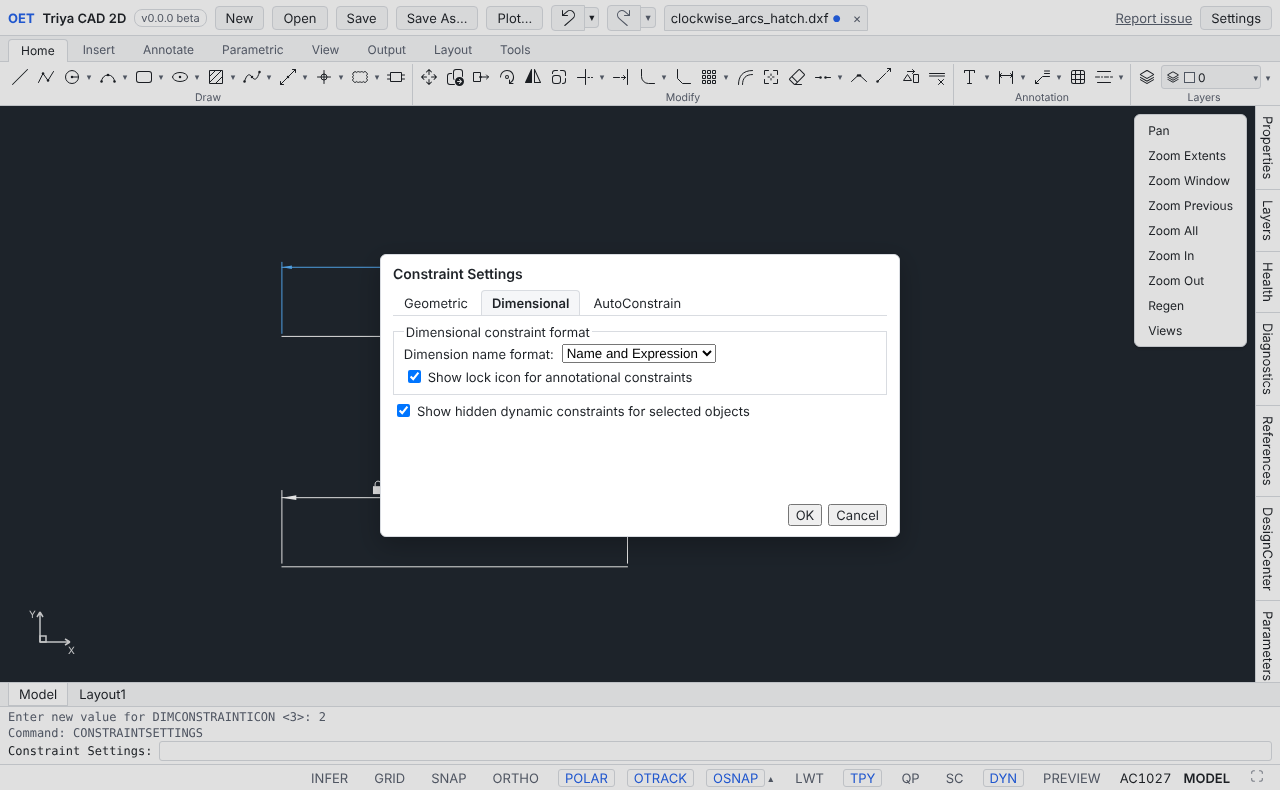 OET Triya CAD 2D v0.0.0 beta New Open Save Save As... Plot... clockwise_arcs_hatch.dxf × Report issue Settings
Home Insert Annotate Parametric View Output Layout Tools
0
Draw Modify Annotation Layers
Pan
Zoom Extents
Zoom Window
Zoom Previous
Zoom All
Zoom In
Zoom Out
Regen
Views
Properties
Layers
Health
Diagnostics
References
DesignCenter
Parameters
Constraint Settings
Geometric Dimensional AutoConstrain
Dimensional constraint format
Dimension name format: Name and Expression
Show lock icon for annotational constraints
Show hidden dynamic constraints for selected objects
OK Cancel
Y
X
Model Layout1
Enter new value for DIMCONSTRAINTICON <3>: 2
Command: CONSTRAINTSETTINGS
Constraint Settings:
INFER GRID SNAP ORTHO POLAR OTRACK OSNAP LWT TPY QP SC DYN PREVIEW AC1027 MODEL